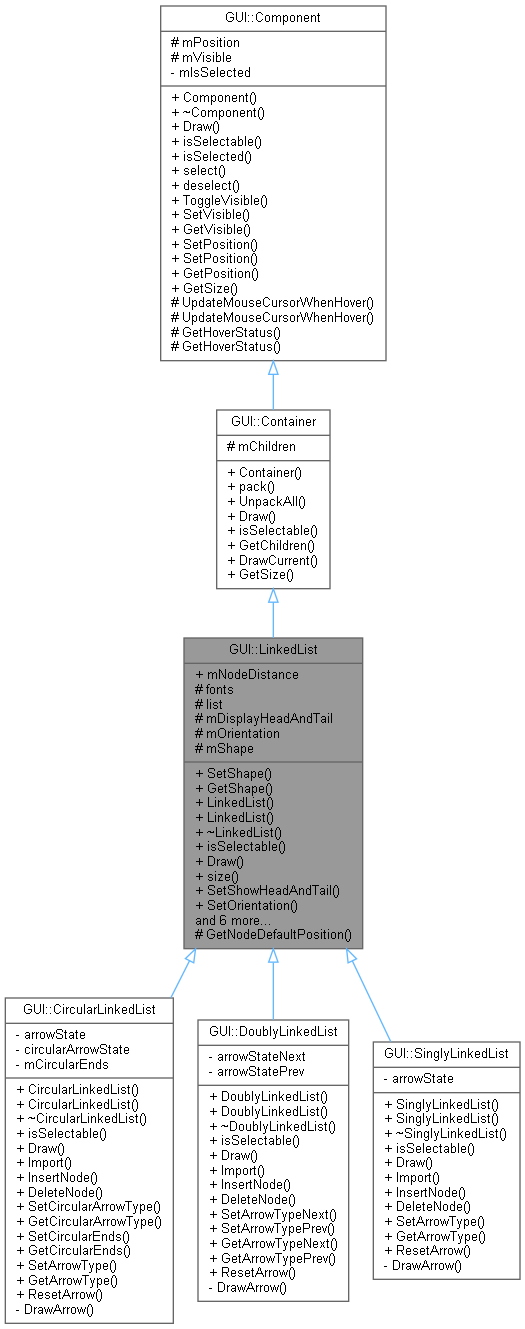 GUI::Component
# mPosition
# mVisible
- mIsSelected
+ Component()
+ ~Component()
+ Draw()
+ isSelectable()
+ isSelected()
+ select()
+ deselect()
+ ToggleVisible()
+ SetVisible()
+ GetVisible()
+ SetPosition()
+ SetPosition()
+ GetPosition()
+ GetSize()
# UpdateMouseCursorWhenHover()
# UpdateMouseCursorWhenHover()
# GetHoverStatus()
# GetHoverStatus()
GUI::Container
# mChildren
+ Container()
+ pack()
+ UnpackAll()
+ Draw()
+ isSelectable()
+ GetChildren()
+ DrawCurrent()
+ GetSize()
GUI::LinkedList
+ mNodeDistance
# fonts
# list
# mDisplayHeadAndTail
# mOrientation
# mShape
+ SetShape()
+ GetShape()
+ LinkedList()
+ LinkedList()
+ ~LinkedList()
+ isSelectable()
+ Draw()
+ size()
+ SetShowHeadAndTail()
+ SetOrientation()
and 6 more...
# GetNodeDefaultPosition()
GUI::CircularLinkedList
- arrowState
- circularArrowState
- mCircularEnds
+ CircularLinkedList()
+ CircularLinkedList()
+ ~CircularLinkedList()
+ isSelectable()
+ Draw()
+ Import()
+ InsertNode()
+ DeleteNode()
+ SetCircularArrowType()
+ GetCircularArrowType()
+ SetCircularEnds()
+ GetCircularEnds()
+ SetArrowType()
+ GetArrowType()
+ ResetArrow()
- DrawArrow()
GUI::DoublyLinkedList
- arrowStateNext
- arrowStatePrev
+ DoublyLinkedList()
+ DoublyLinkedList()
+ ~DoublyLinkedList()
+ isSelectable()
+ Draw()
+ Import()
+ InsertNode()
+ DeleteNode()
+ SetArrowTypeNext()
+ SetArrowTypePrev()
+ GetArrowTypeNext()
+ GetArrowTypePrev()
+ ResetArrow()
- DrawArrow()
GUI::SinglyLinkedList
- arrowState
+ SinglyLinkedList()
+ SinglyLinkedList()
+ ~SinglyLinkedList()
+ isSelectable()
+ Draw()
+ Import()
+ InsertNode()
+ DeleteNode()
+ SetArrowType()
+ GetArrowType()
+ ResetArrow()
- DrawArrow()